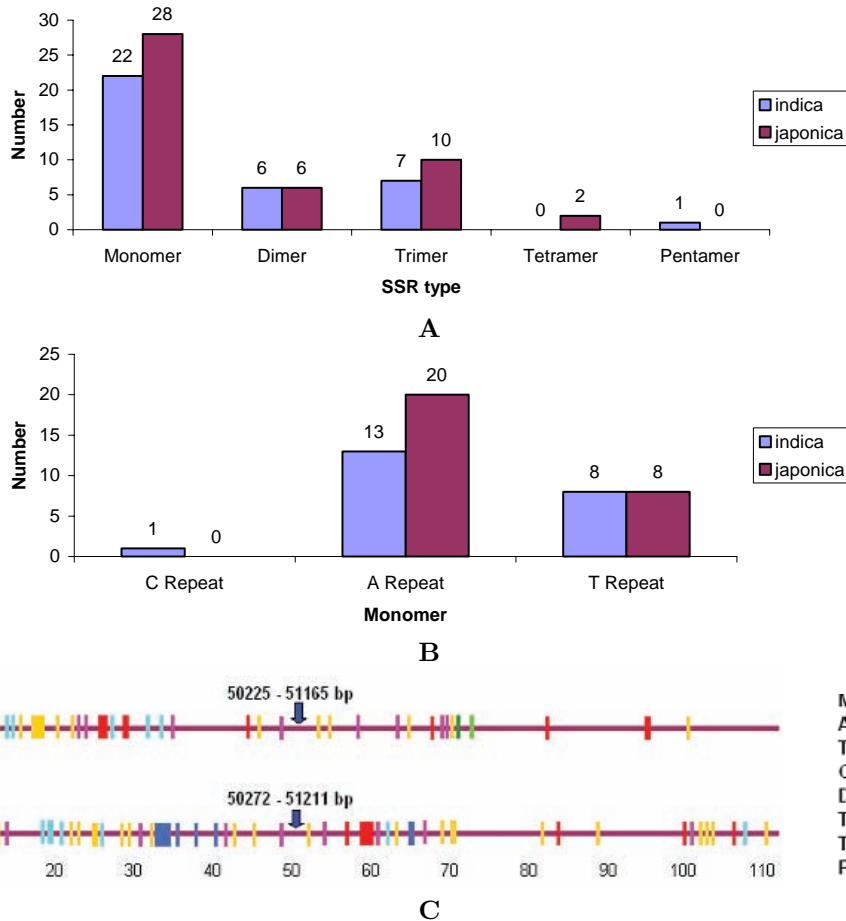 30
25
20
15
10
5
0
Number
22
28
6
6
7
10
0
2
1
0
Monomer
Dimer
Trimer
Tetramer
Pentamer
SSR type
indica
japonica
A
25
20
15
10
5
0
Number
1
0
13
20
8
8
C Repeat
A Repeat
T Repeat
Monomer
indica
japonica
B
50225 - 51165 bp
50272 - 51211 bp
20 30 40 50 60 70 80 90 100 110
A
T
D
T
T
C